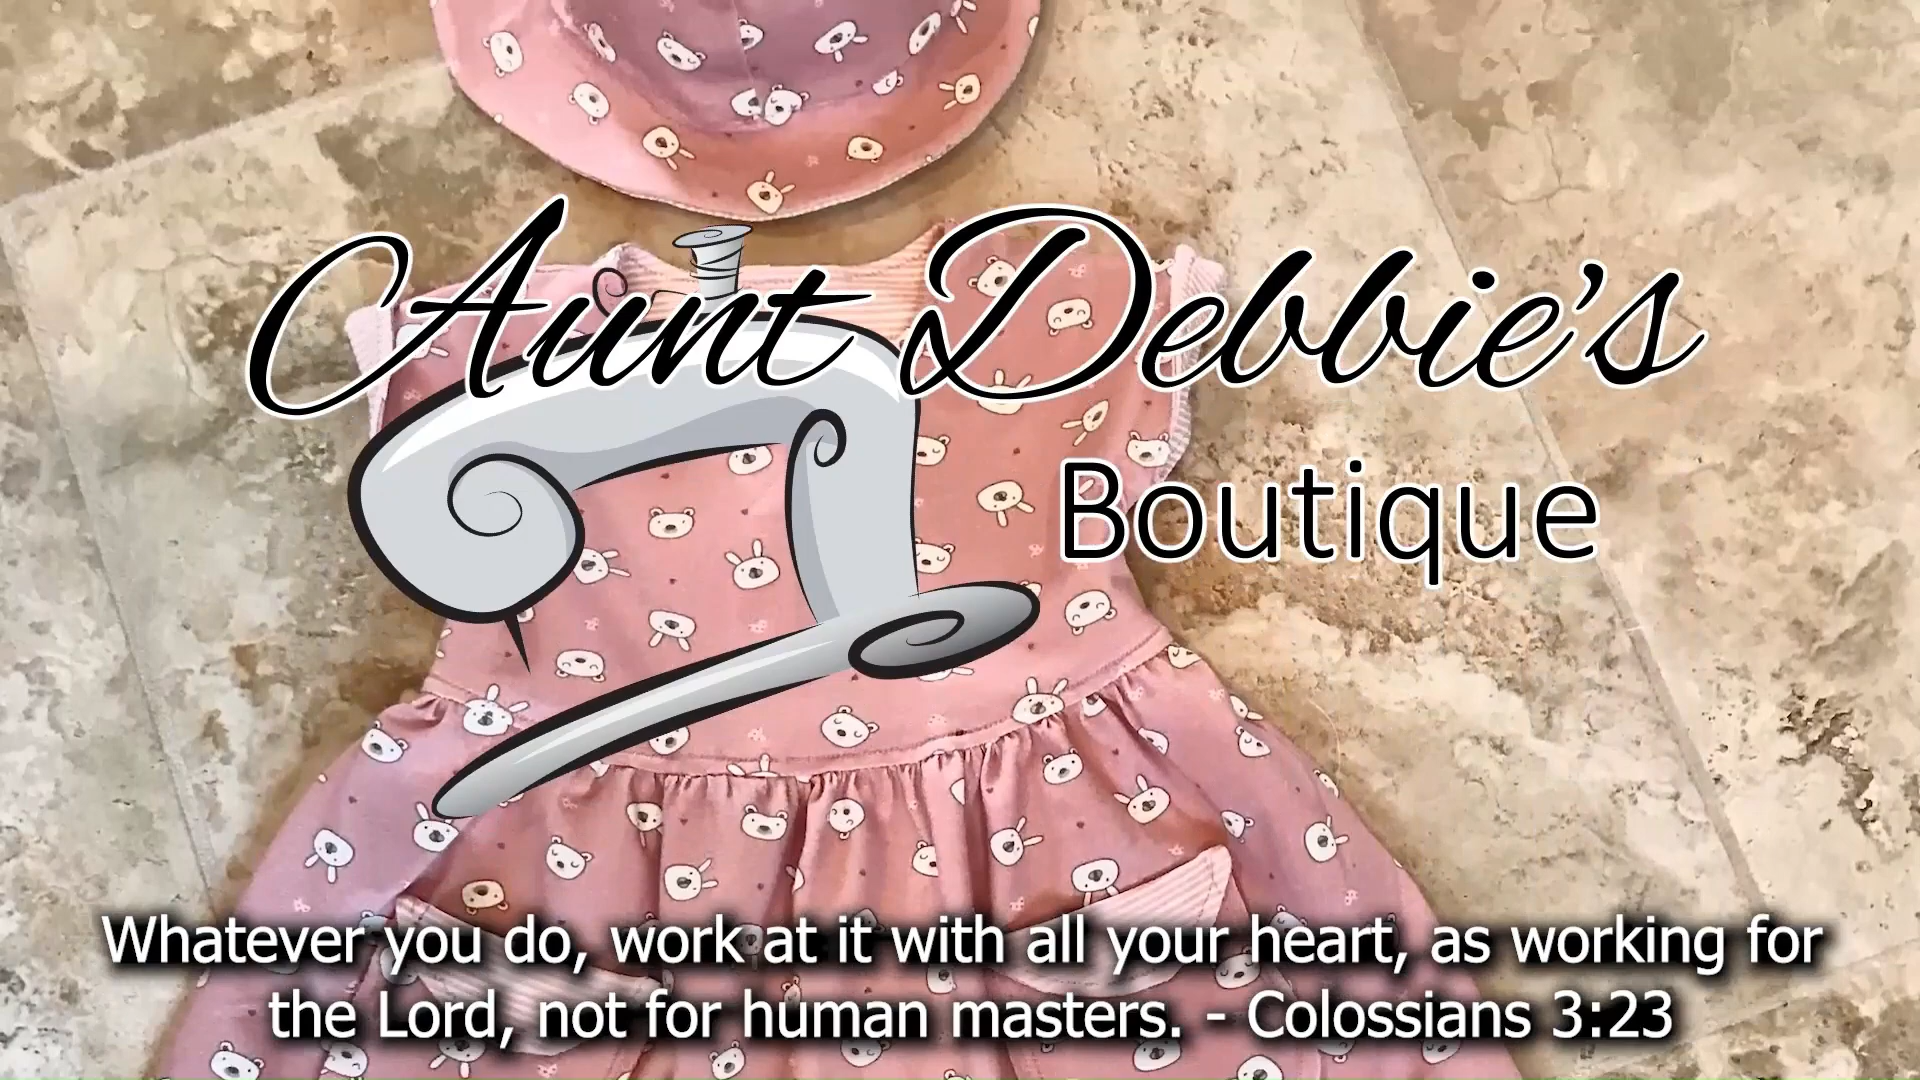 Aunt Debbie's
Boutique
Whatever you do, work at it with all your heart, as working for
the Lord, not for human masters. - Colossians 3:23